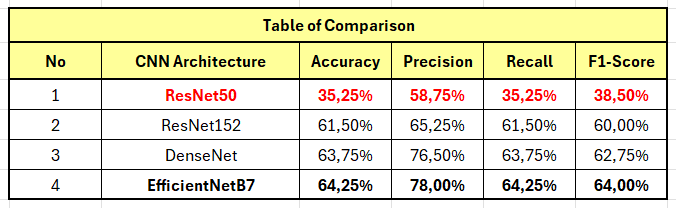 Table of Comparison
No CNN Architecture Accuracy Precision Recall F1-Score
1 ResNet50 35,25% 58,75% 35,25% 38,50%
2 ResNet152 61,50% 65,25% 61,50% 60,00%
3 DenseNet 63,75% 76,50% 63,75% 62,75%
4 EfficientNetB7 64,25% 78,00% 64,25% 64,00%